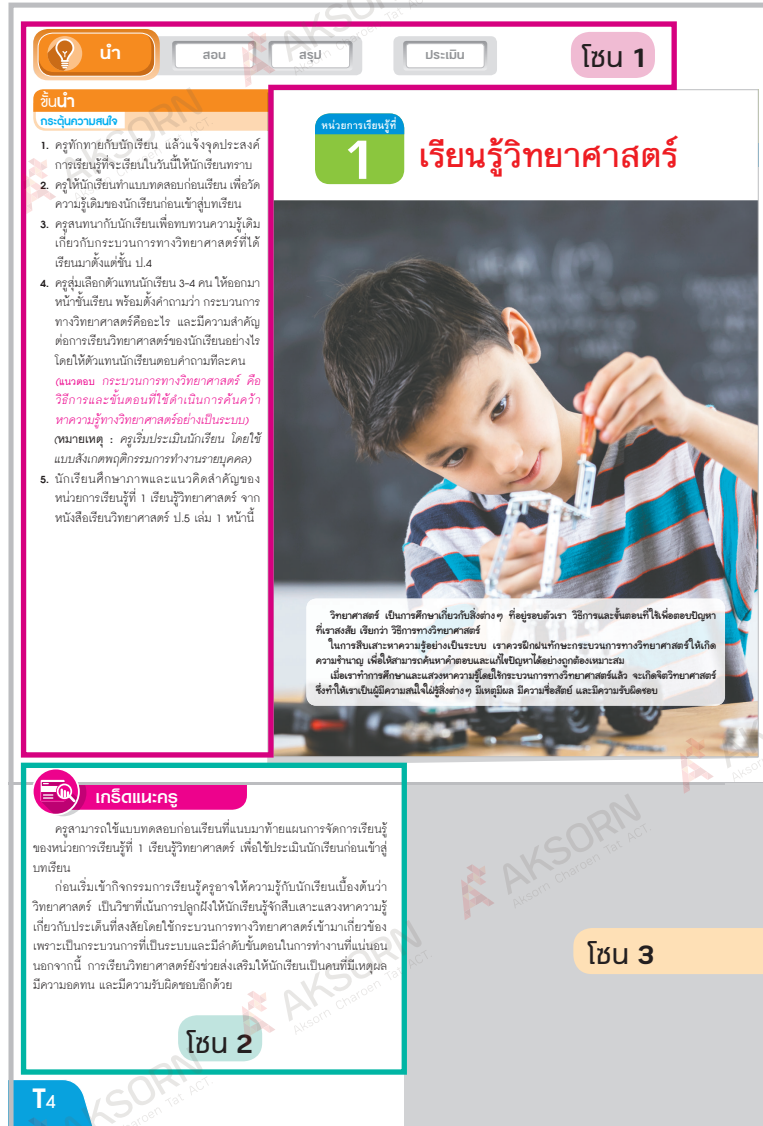 นำ
สอน
สรุป
ประเมิน
โซน 1
ขั้นนำ
กระตุ้นความสนใจ
1. ครูทักทายกับนักเรียน แล้วแจ้งจุดประสงค์
การเรียนรู้ที่จะเรียนในวันนี้ให้นักเรียนทราบ
2. ครูให้นักเรียนทำแบบทดสอบก่อนเรียน เพื่อวัด
ความรู้เดิมของนักเรียนก่อนเข้าสู่บทเรียน
3. ครูสนทนากับนักเรียนเพื่อทบทวนความรู้เดิม
เกี่ยวกับกระบวนการทางวิทยาศาสตร์ที่ได้
เรียนมาตั้งแต่ชั้น ป.4
4. ครูสุ่มเลือกตัวแทนนักเรียน 3-4 คน ให้ออกมา
หน้าชั้นเรียน พร้อมตั้งคำถามว่า กระบวนการ
ทางวิทยาศาสตร์คืออะไร และมีความสำคัญ
ต่อการเรียนวิทยาศาสตร์ของนักเรียนอย่างไร
โดยให้ตัวแทนนักเรียนตอบคำถามทีละคน
(แนวตอบ กระบวนการทางวิทยาศาสตร์ คือ
วิธีการและขั้นตอนที่ใช้ดำเนินการค้นคว้า
หาความรู้ทางวิทยาศาสตร์อย่างเป็นระบบ)
(หมายเหตุ : ครูเริ่มประเมินนักเรียน โดยใช้
แบบสังเกตพฤติกรรมการทำงานรายบุคคล)
5. นักเรียนศึกษาภาพและแนวคิดสำคัญของ
หน่วยการเรียนรู้ที่ 1 เรียนรู้วิทยาศาสตร์ จาก
หนังสือเรียนวิทยาศาสตร์ ป.5 เล่ม 1 หน้านี้
หน่วยการเรียนรู้ที่
1
เรียนรู้วิทยาศาสตร์
วิทยาศาสตร์ เป็นการศึกษาเกี่ยวกับสิ่งต่างๆ ที่อยู่รอบตัวเรา วิธีการและขั้นตอนที่ใช้เพื่อตอบปัญหา
ที่เราสงสัย เรียกว่า วิธีการทางวิทยาศาสตร์
ในการสืบเสาะหาความรู้อย่างเป็นระบบ เราควรฝึกฝนทักษะกระบวนการทางวิทยาศาสตร์ให้เกิด
ความชำนาญ เพื่อให้สามารถค้นหาคำตอบและแก้ไขปัญหาได้อย่างถูกต้องเหมาะสม
เมื่อเราทำการศึกษาและแสวงหาความรู้โดยใช้กระบวนการทางวิทยาศาสตร์แล้ว จะเกิดจิตวิทยาศาสตร์
ซึ่งทำให้เราเป็นผู้มีความสนใจใฝ่รู้สิ่งต่างๆ มีเหตุมีผล มีความซื่อสัตย์ และมีความรับผิดชอบ
เกร็ดแนะครู
ครูสามารถใช้แบบทดสอบก่อนเรียนที่แนบมาท้ายแผนการจัดการเรียนรู้
ของหน่วยการเรียนรู้ที่ 1 เรียนรู้วิทยาศาสตร์ เพื่อใช้ประเมินนักเรียนก่อนเข้าสู่
บทเรียน
ก่อนเริ่มเข้ากิจกรรมการเรียนรู้ครูอาจให้ความรู้กับนักเรียนเบื้องต้นว่า
วิทยาศาสตร์ เป็นวิชาที่เน้นการปลูกฝังให้นักเรียนรู้จักสืบเสาะแสวงหาความรู้
เกี่ยวกับประเด็นที่สงสัยโดยใช้กระบวนการทางวิทยาศาสตร์เข้ามาเกี่ยวข้อง
เพราะเป็นกระบวนการที่เป็นระบบและมีลำดับขั้นตอนในการทำงานที่แน่นอน
นอกจากนี้ การเรียนวิทยาศาสตร์ยังช่วยส่งเสริมให้นักเรียนเป็นคนที่มีเหตุผล
มีความอดทน และมีความรับผิดชอบอีกด้วย
โซน 2
โซน 3
T4
AKSORN
Aksorn Charoen Tat ACT